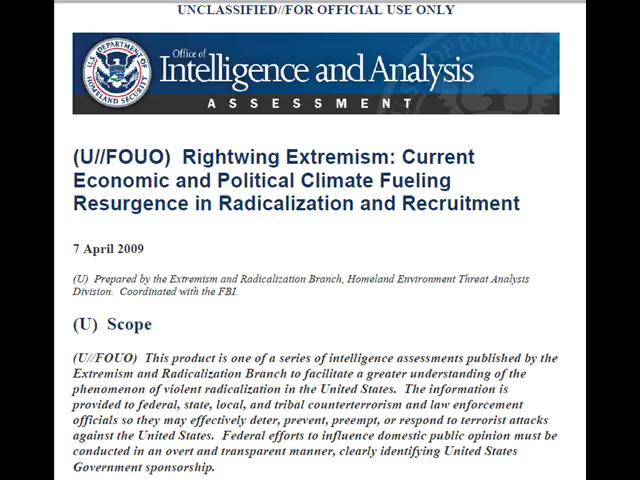 UNCLASSIFIED//FOR OFFICIAL USE ONLY
U.S. DEPARTMENT OF HOMELAND SECURITY
Office of
Intelligence and Analysis
ASSESSMENT
(U//FOUO) Rightwing Extremism: Current
Economic and Political Climate Fueling
Resurgence in Radicalization and Recruitment
7 April 2009
(U) Prepared by the Extremism and Radicalization Branch, Homeland Environment Threat Analysis
Division. Coordinated with the FBI.
(U) Scope
(U//FOUO) This product is one of a series of intelligence assessments published by the
Extremism and Radicalization Branch to facilitate a greater understanding of the
phenomenon of violent radicalization in the United States. The information is
provided to federal, state, local, and tribal counterterrorism and law enforcement
officials so they may effectively deter, prevent, preempt, or respond to terrorist attacks
against the United States. Federal efforts to influence domestic public opinion must be
conducted in an overt and transparent manner, clearly identifying United States
Government sponsorship.